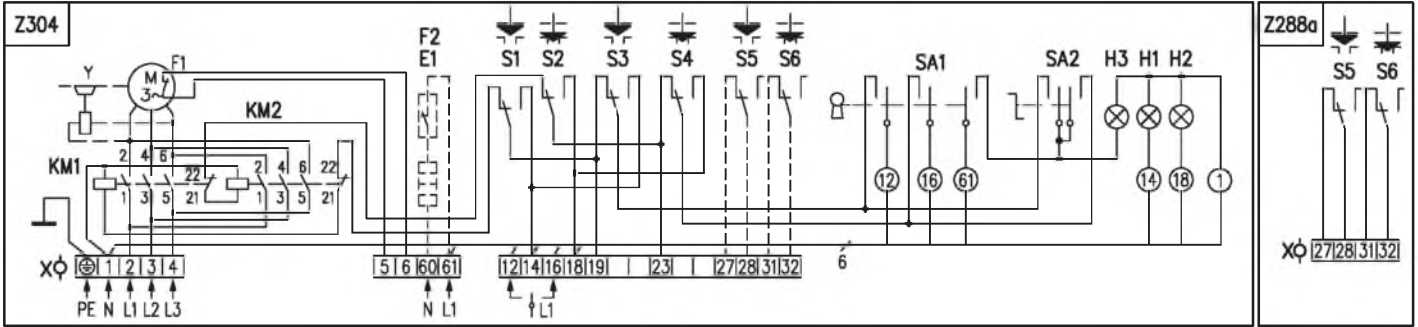 Z304
Z288a
F2
E1
S1 S2 S3 S4 S5 S6
SA1 SA2 H3 H1 H2
S5 S6
Y
M
3~
F1
KM2
KM1
2 4 6 22
1 3 5 21
2 4 6 22
1 3 5 21
12 16 61 14 18 1
6
X 1 2 3 4
5 6 60 61
12 14 16 18 19 23 27 28 31 32
X 27 28 31 32
PE N L1 L2 L3
N L1
L1